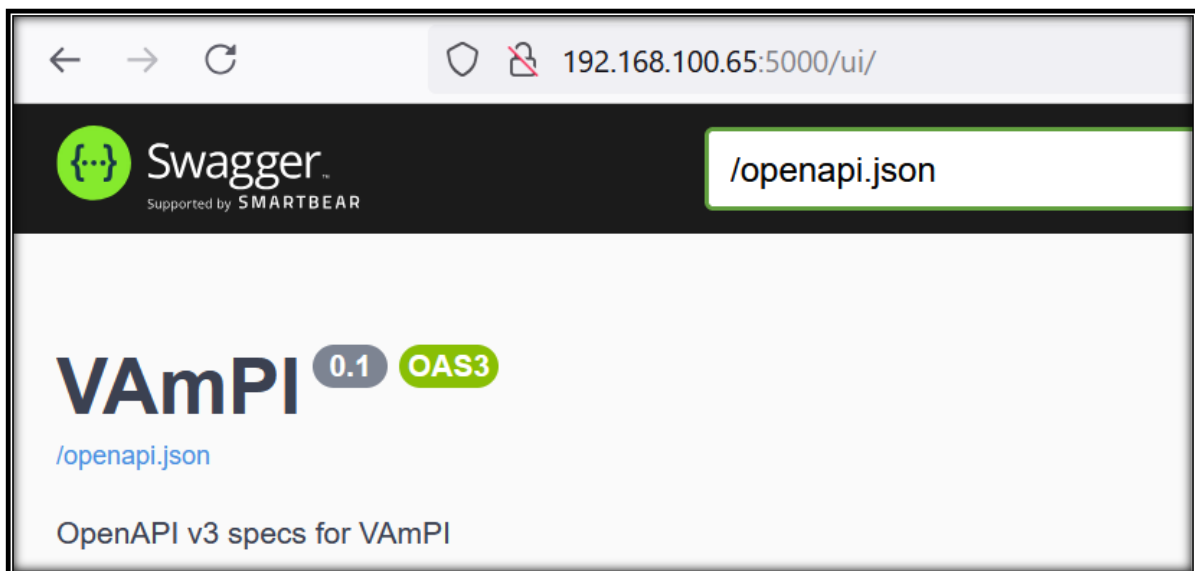 192.168.100.65:5000/ui/
{...} Swagger™
Supported by SMARTBEAR
/openapi.json
VAmPI 0.1 OAS3
/openapi.json
OpenAPI v3 specs for VAmPI